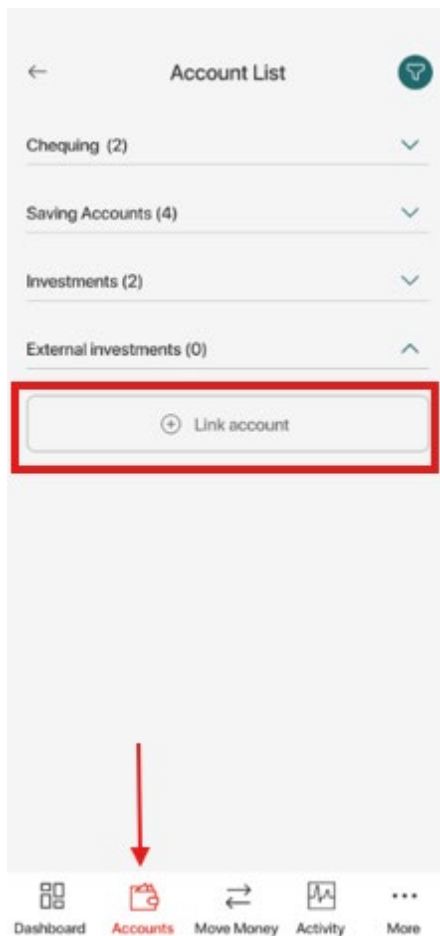 Account List
Chequing (2)
Saving Accounts (4)
Investments (2)
External investments (0)
Link account
Dashboard Accounts Move Money Activity More